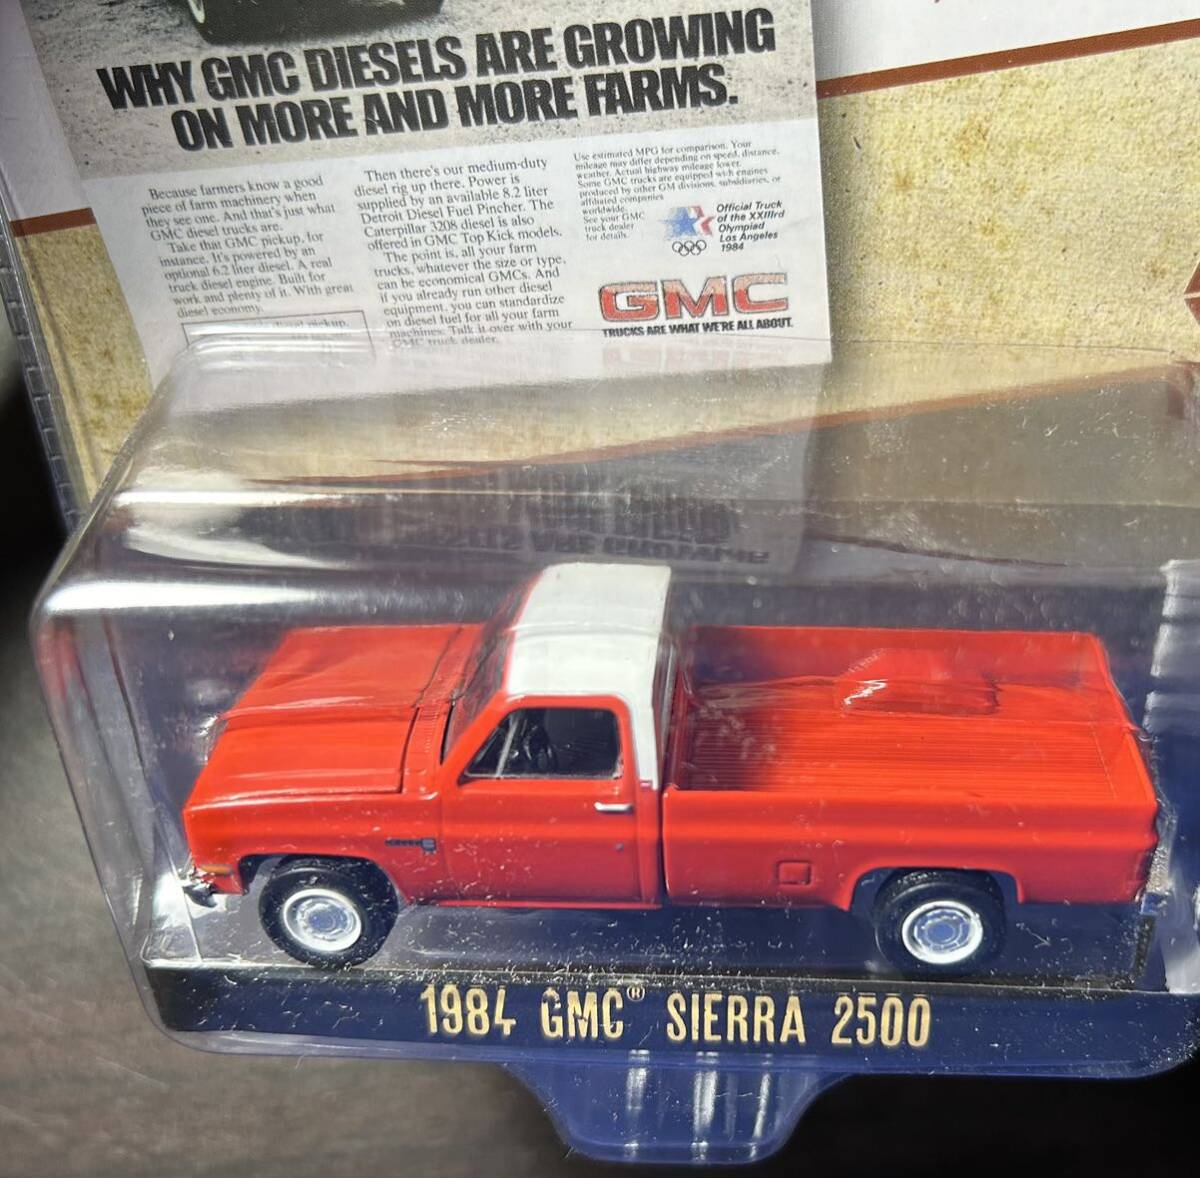 WHY GMC DIESELS ARE GROWING
ON MORE AND MORE FARMS.
Because farmers know a good
piece of farm machinery when
they see one. And that's just what
GMC diesel trucks are.
Take that GMC pickup, for
instance. It's powered by an
optional 6.2 liter diesel. A real
truck diesel engine. Built for
work and plenty of it. With great
diesel economy.
diesel pickup,
Then there's our medium-duty
diesel rig up there. Power is
supplied by an available 8.2 liter
Detroit Diesel Fuel Pincher. The
Caterpillar 3208 diesel is also
offered in GMC Top Kick models.
The point is, all your farm
trucks, whatever the size or type,
can be economical GMCs. And
if you already run other diesel
equipment, you can standardize
on diesel fuel for all your farm
machines. Talk it over with your
GMC truck dealer.
Use estimated MPG for comparison. Your
mileage may differ depending on speed, distance,
weather. Actual highway mileage lower.
Some GMC trucks are equipped with engines
produced by other GM divisions, subsidiaries, or
affiliated companies
worldwide.
See your GMC
truck dealer
for details.
Official Truck
of the XXIIIrd
Olympiad
Los Angeles
1984
GMC
TRUCKS ARE WHAT WE'RE ALL ABOUT.
1984 GMC® SIERRA 2500